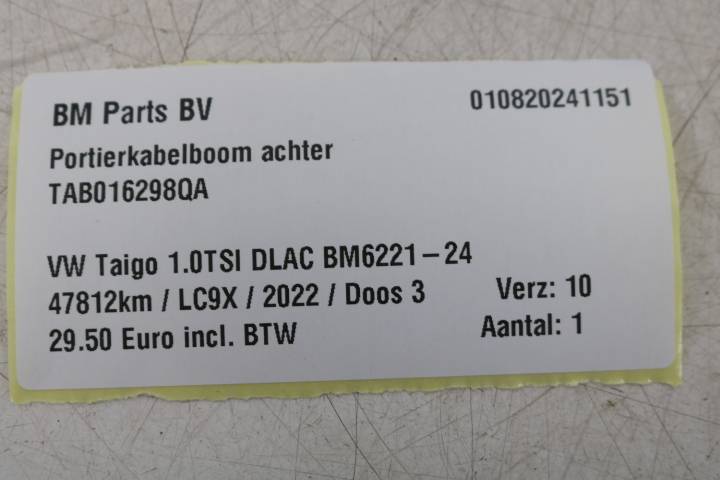 BM Parts BV 010820241151
Portierkabelboom achter
TAB016298QA
VW Taigo 1.0TSI DLAC BM6221-24
47812km / LC9X / 2022 / Doos 3 Verz: 10
29.50 Euro incl. BTW Aantal: 1